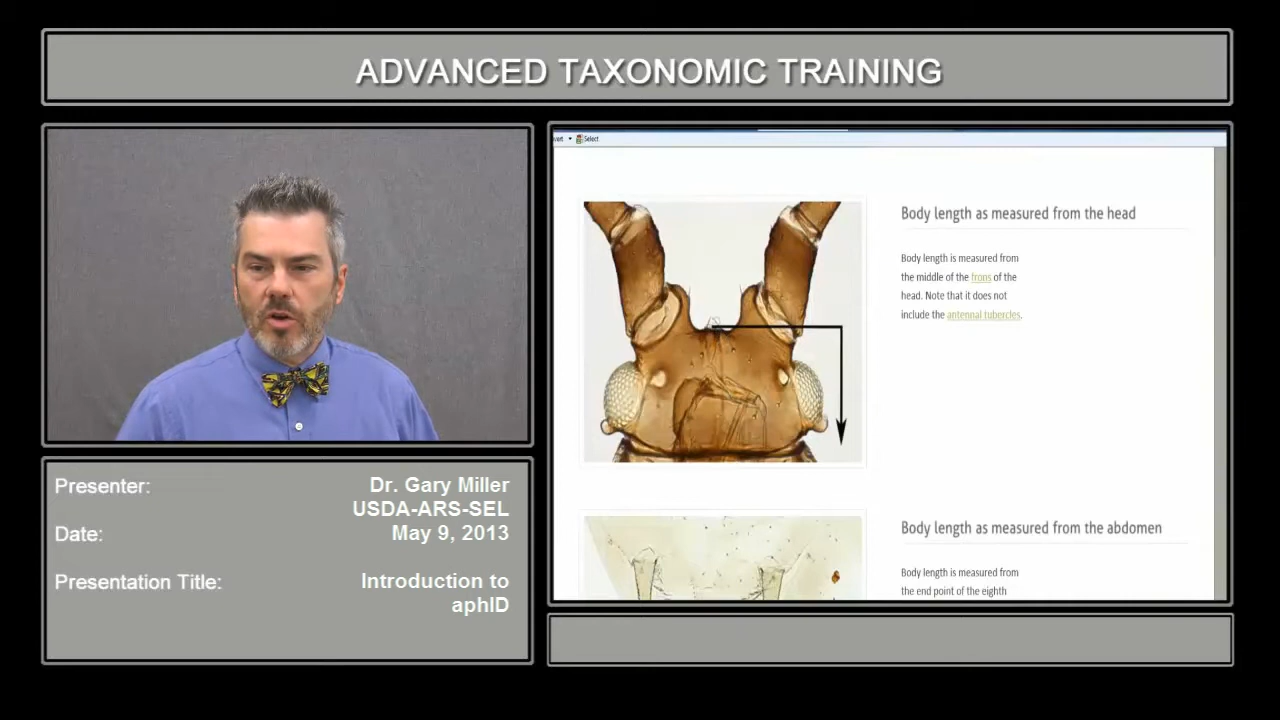 ADVANCED TAXONOMIC TRAINING
Select
Body length as measured from the head
Body length is measured from
the middle of the frons of the
head. Note that it does not
include the antennal tubercles.
Body length as measured from the abdomen
Body length is measured from
the end point of the eighth
Presenter: Dr. Gary Miller
USDA-ARS-SEL
Date: May 9, 2013
Presentation Title: Introduction to
aphID